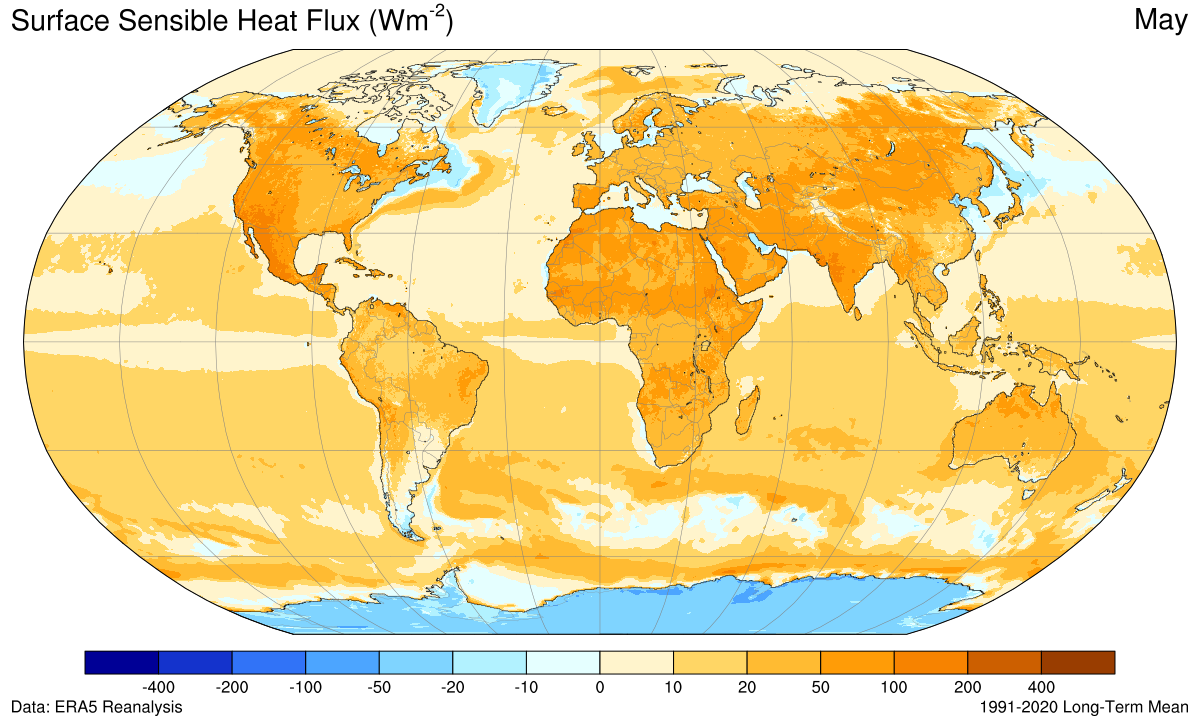 Surface Sensible Heat Flux (Wm-2) May
-400 -200 -100 -50 -20 -10 0 10 20 50 100 200 400
Data: ERA5 Reanalysis 1991-2020 Long-Term Mean